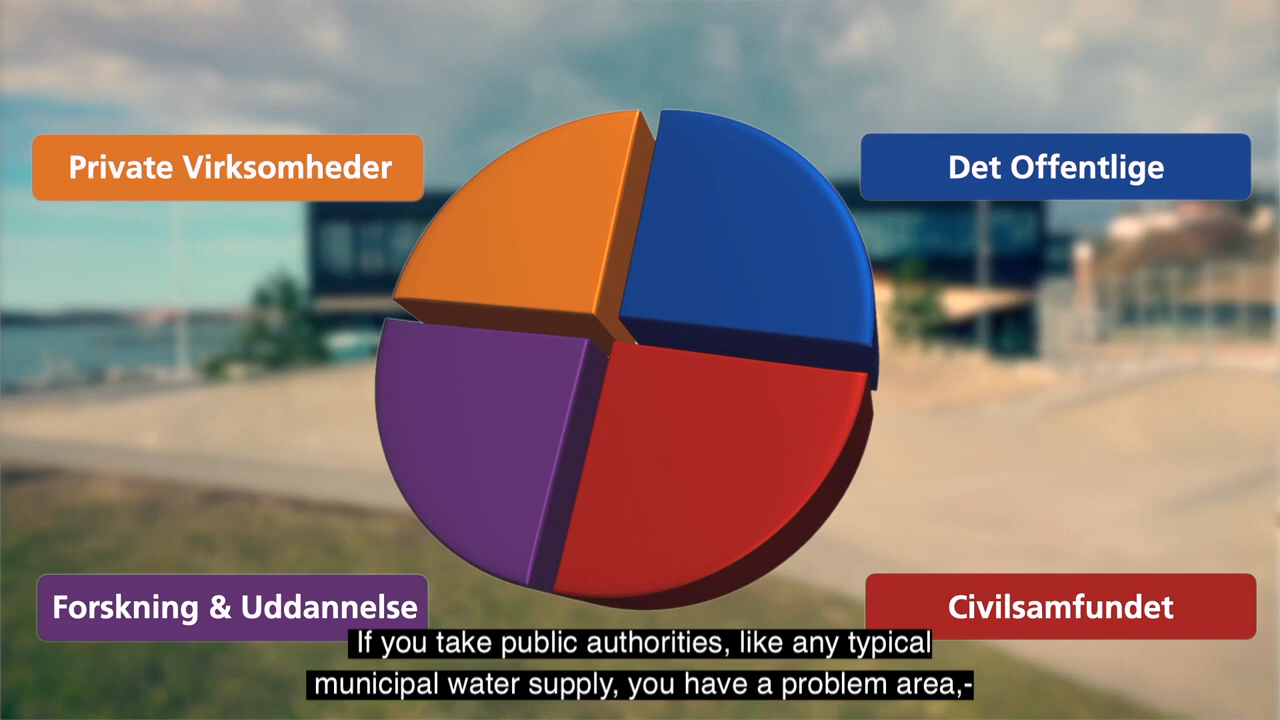 Private Virksomheder
Det Offentlige
Forskning & Uddannelse
Civilsamfundet
If you take public authorities, like any typical
municipal water supply, you have a problem area,-